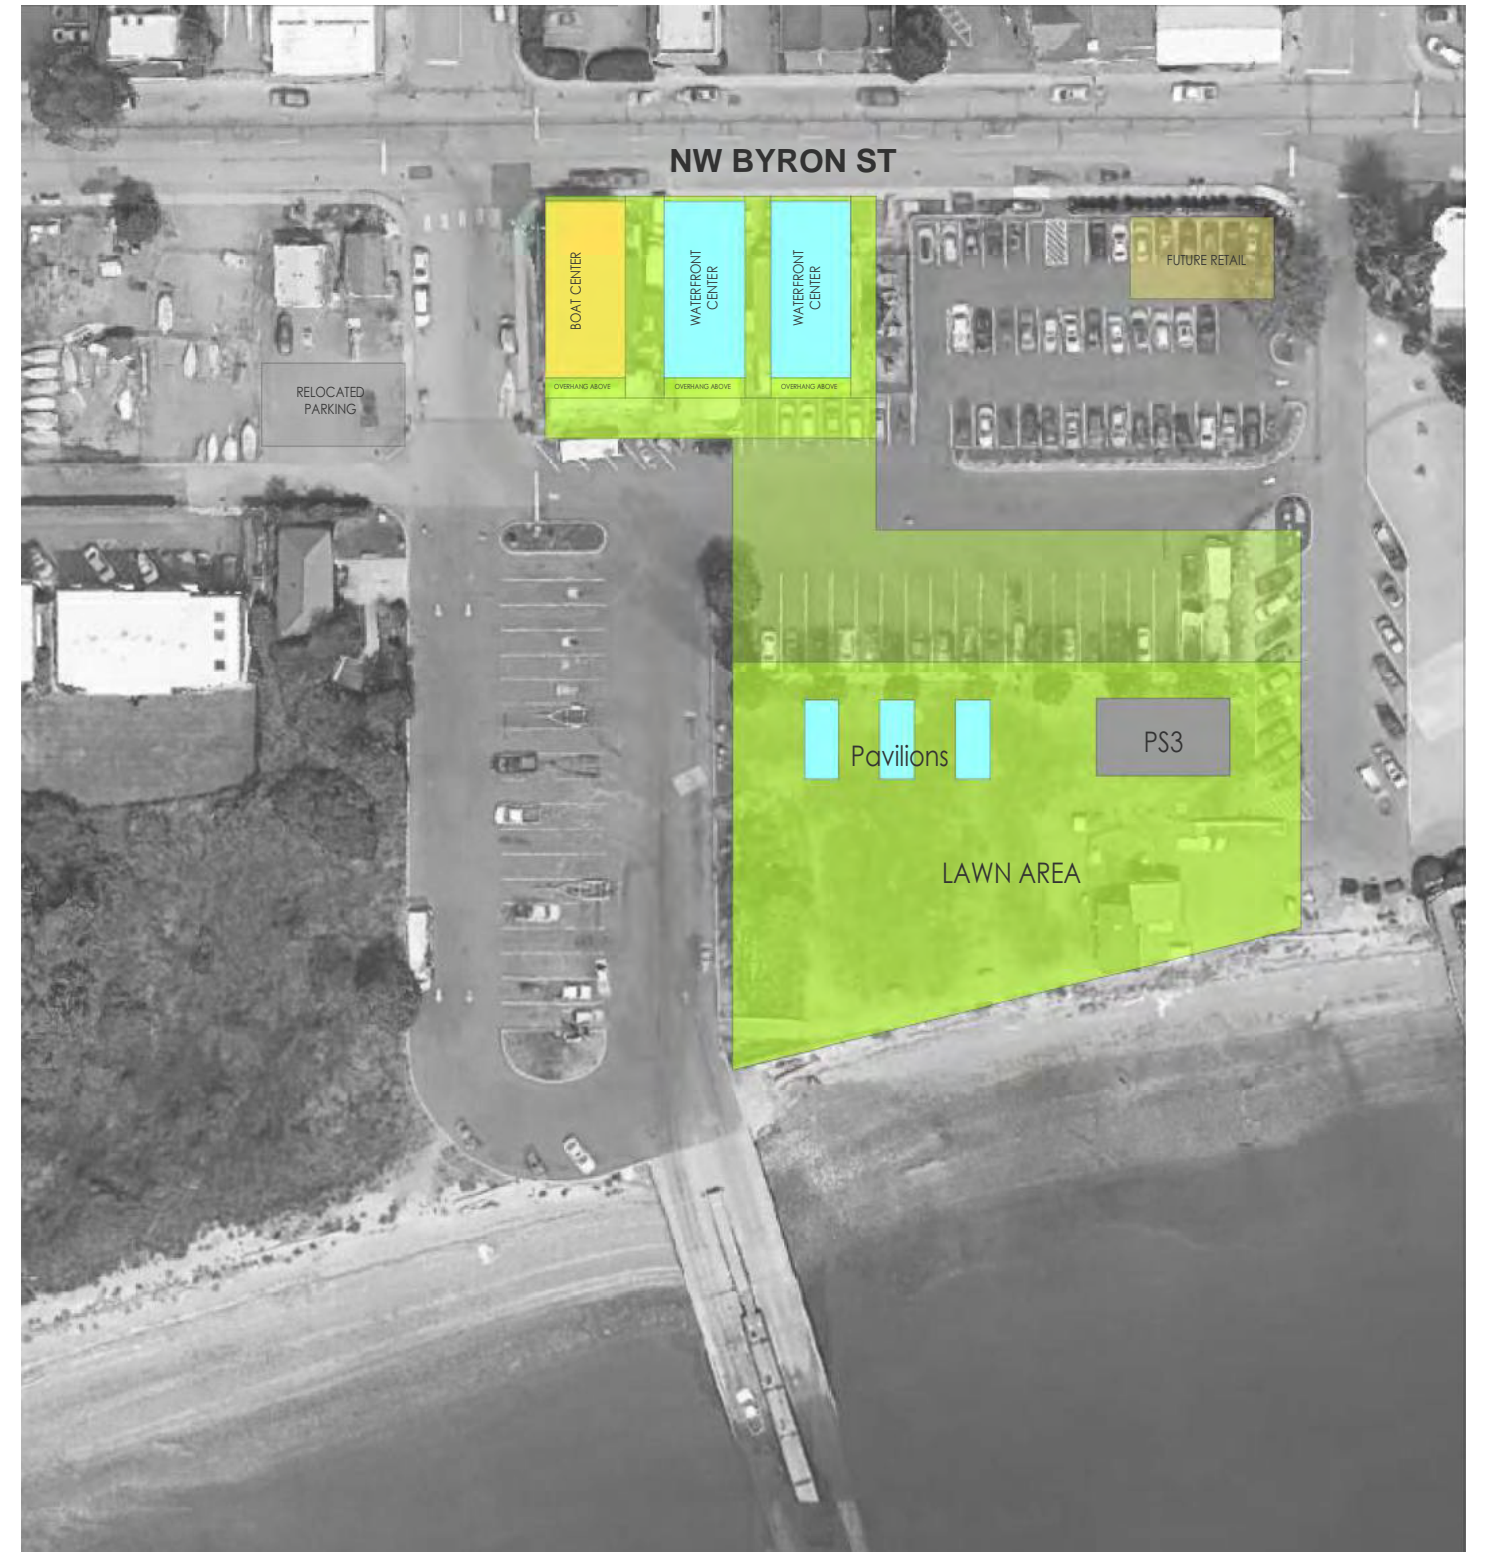 NW BYRON ST
BOAT CENTER
WATERFRONT
CENTER
WATERFRONT
CENTER
FUTURE RETAIL
OVERHANG ABOVE
OVERHANG ABOVE
OVERHANG ABOVE
RELOCATED
PARKING
Pavilions
PS3
LAWN AREA